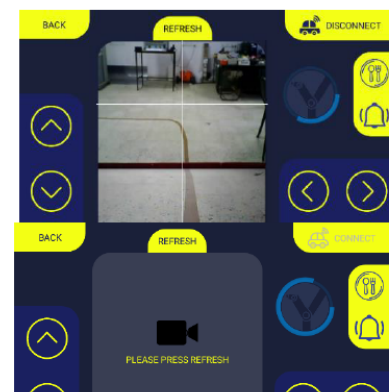 BACK
REFRESH
DISCONNECT
BACK
REFRESH
CONNECT
PLEASE PRESS REFRESH